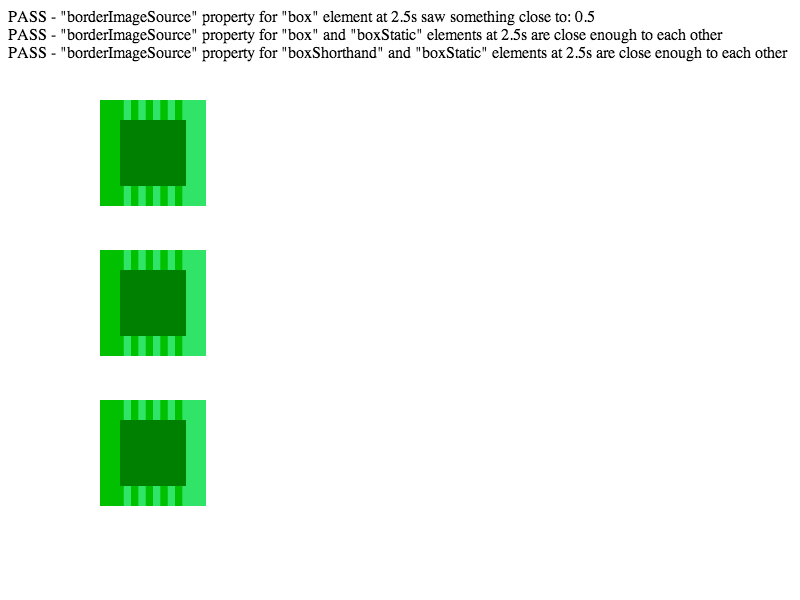 PASS - "borderImageSource" property for "box" element at 2.5s saw something close to: 0.5
PASS - "borderImageSource" property for "box" and "boxStatic" elements at 2.5s are close enough to each other
PASS - "borderImageSource" property for "boxShorthand" and "boxStatic" elements at 2.5s are close enough to each other